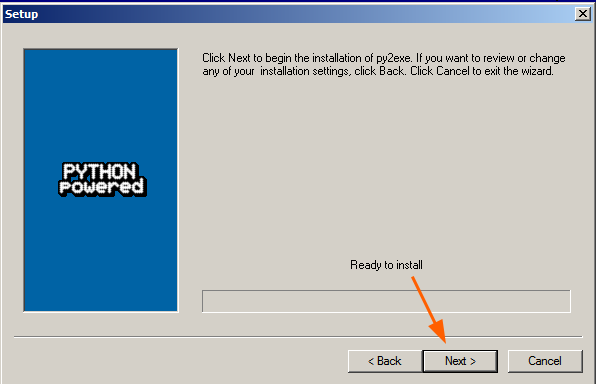 Setup
Click Next to begin the installation of py2exe. If you want to review or change
any of your installation settings, click Back. Click Cancel to exit the wizard.
PYTHON
powered
Ready to install
< Back
Next >
Cancel